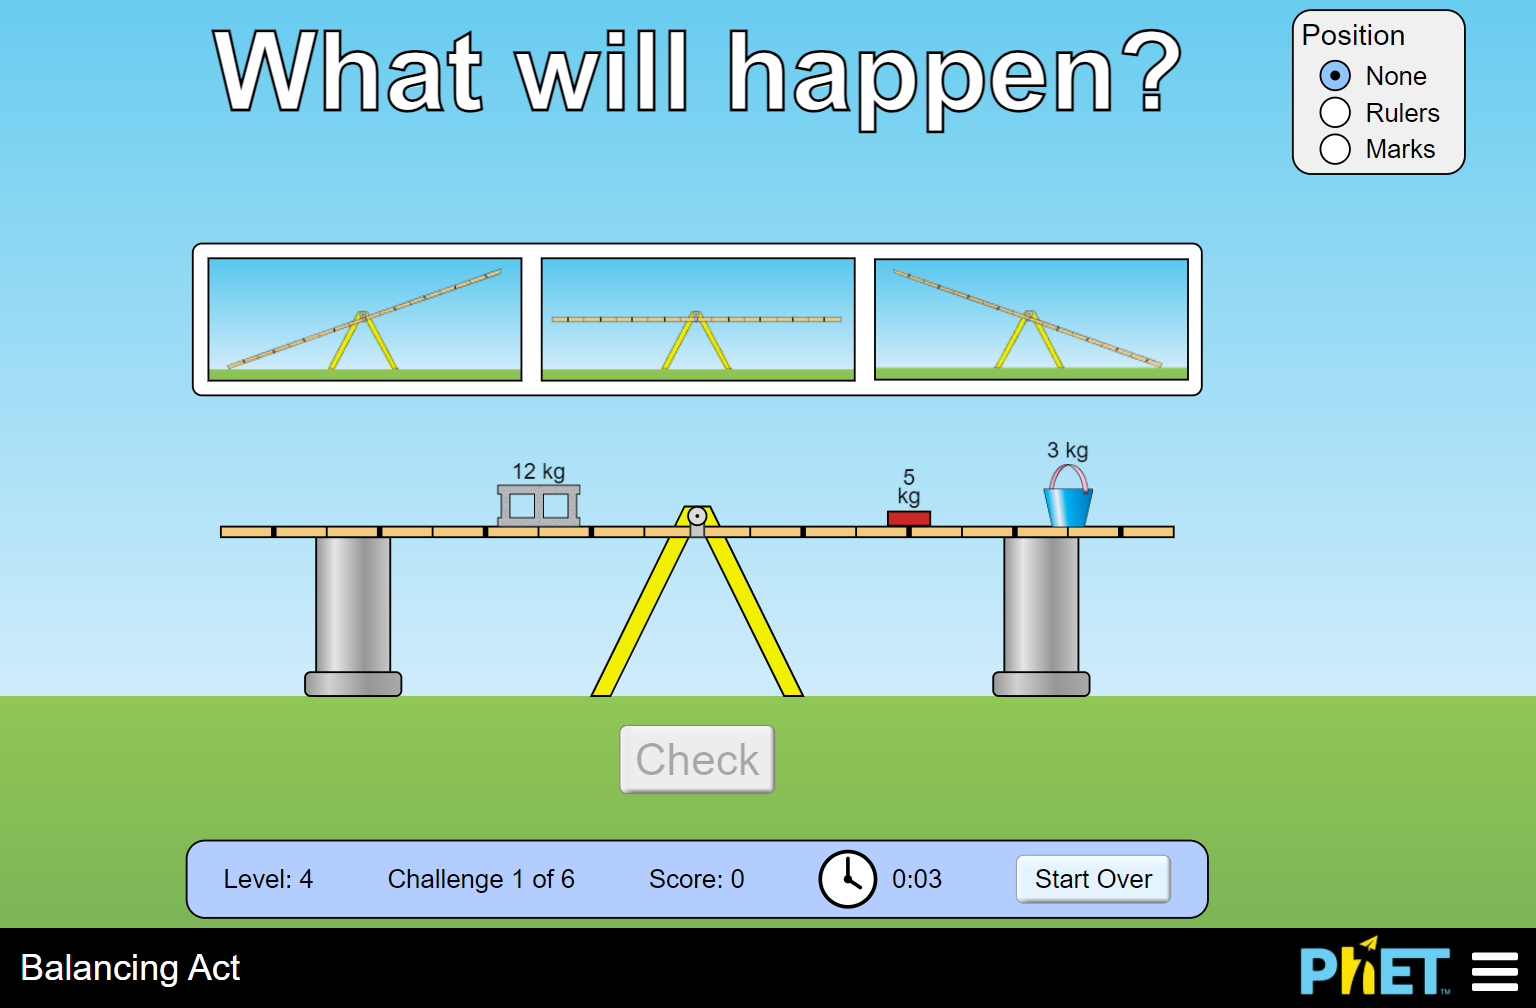 What will happen?
Position
None
Rulers
Marks
12 kg
5
kg
3 kg
Check
Level: 4
Challenge 1 of 6
Score: 0
0:03
Start Over
Balancing Act
PhET™